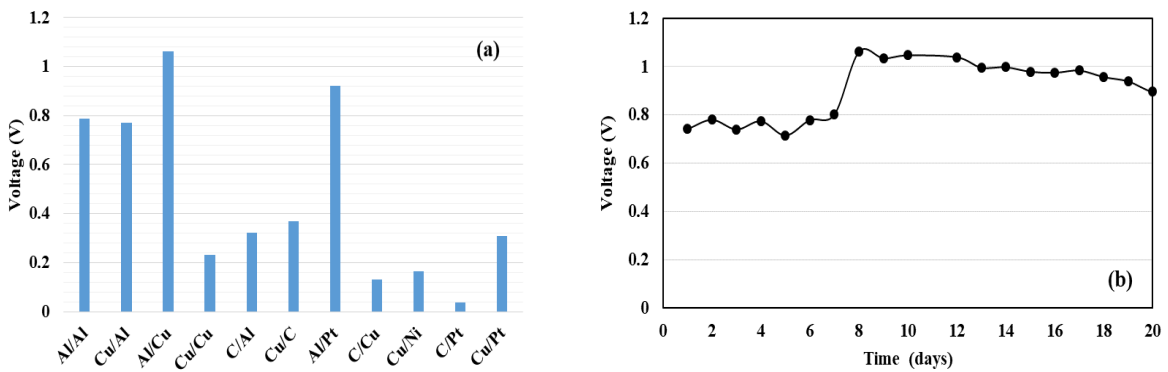 1.2
1
0.8
0.6
0.4
0.2
0
Voltage (V)
(a)
Al/Al
Cu/Al
Al/Cu
Cu/Cu
C/Al
Cu/C
Al/Pt
C/Cu
Cu/Ni
C/Pt
Cu/Pt
1.2
1
0.8
0.6
0.4
0.2
0
Voltage (V)
(b)
0 2 4 6 8 10 12 14 16 18 20
Time (days)